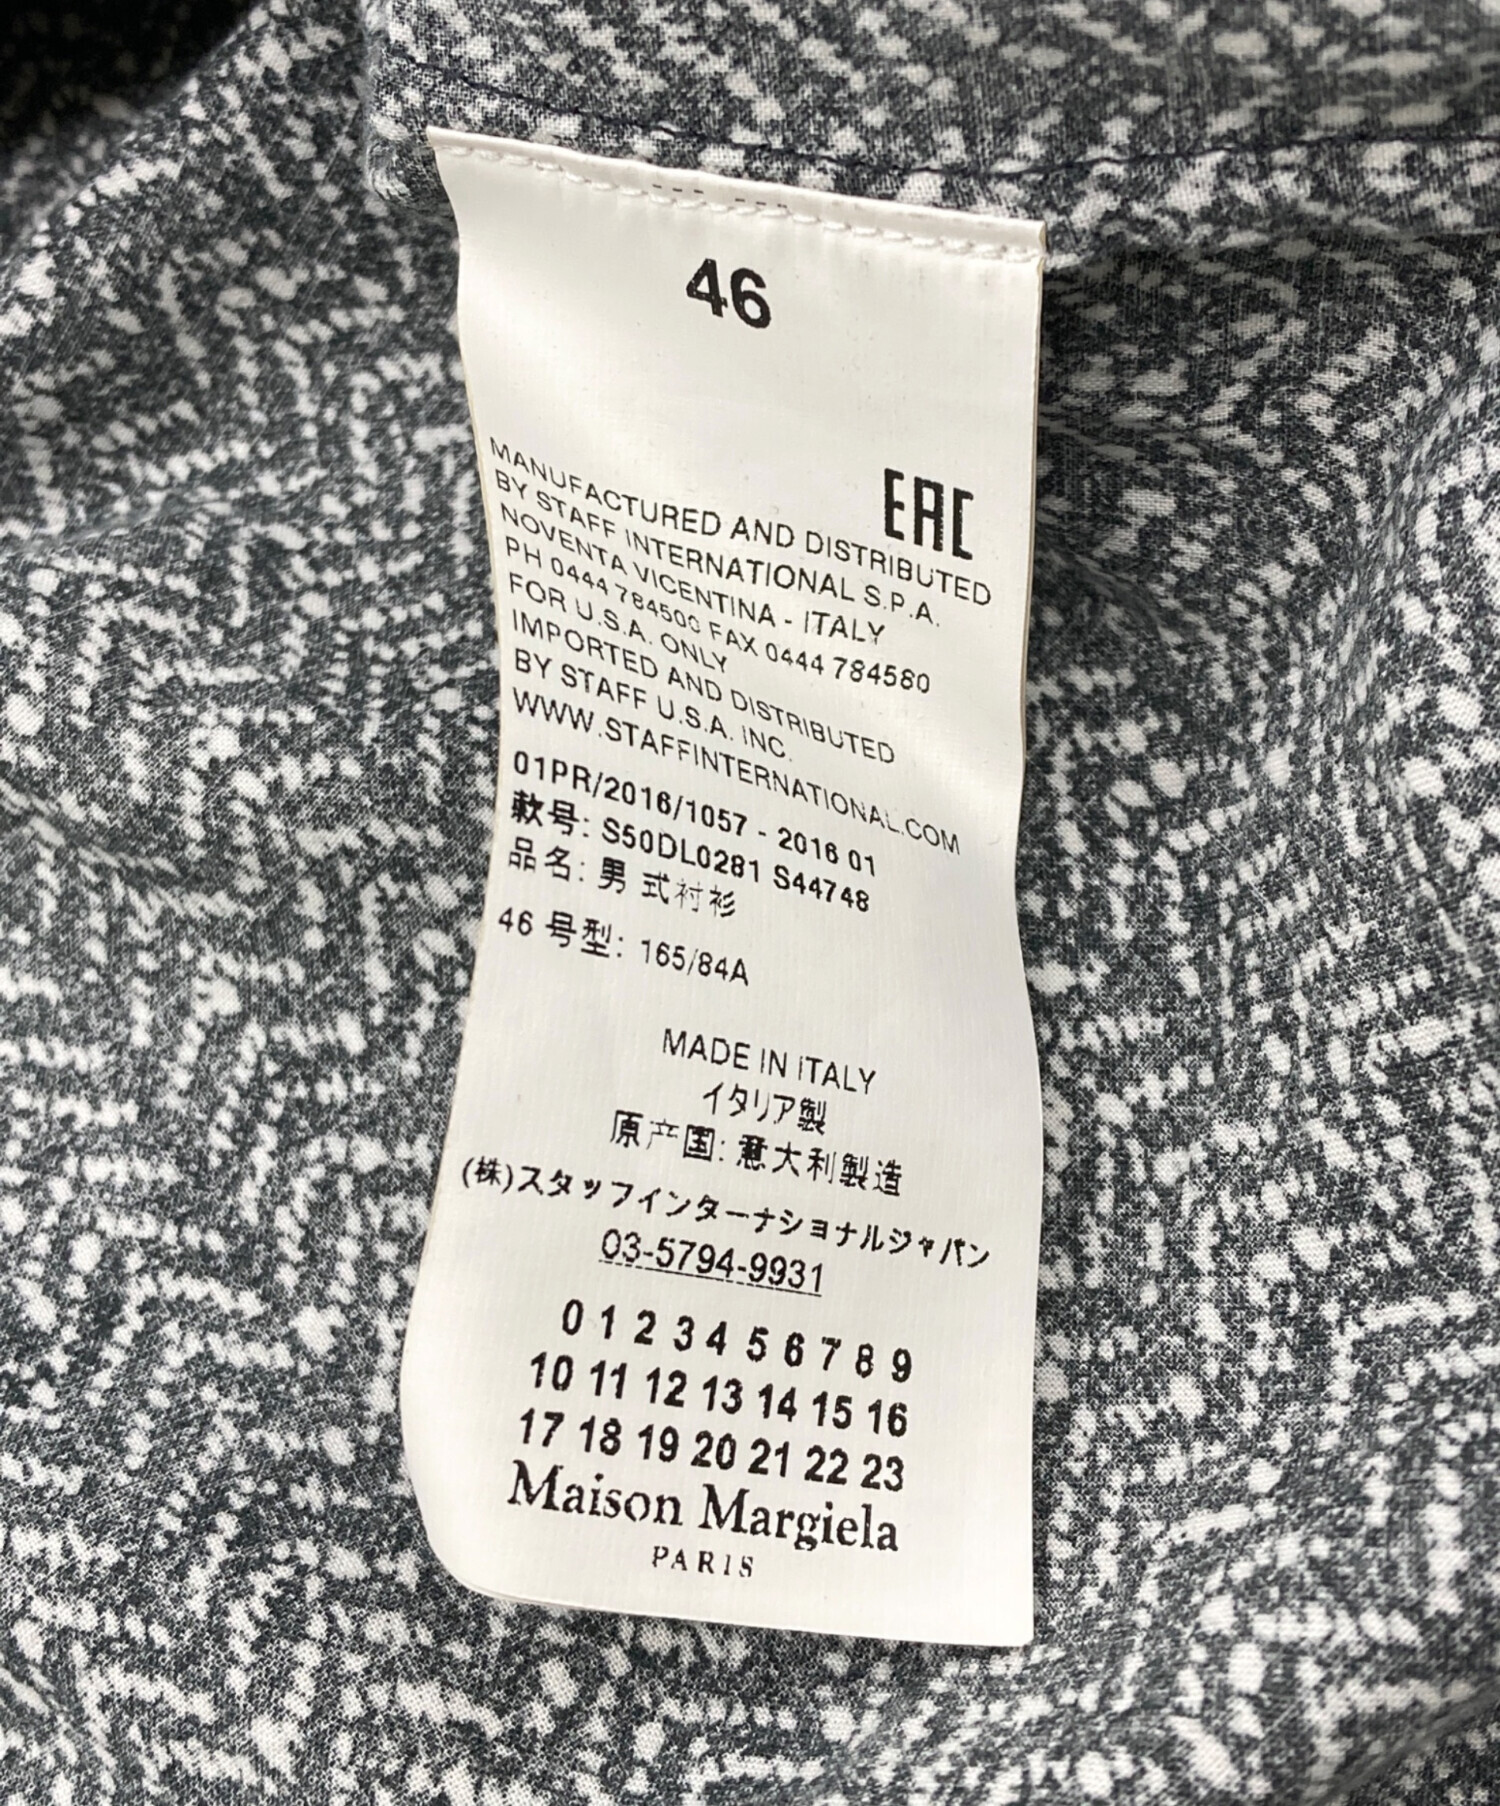 46
EAC
MANUFACTURED AND DISTRIBUTED
BY STAFF INTERNATIONAL S.P.A.
NOVENTA VICENTINA - ITALY
PH 0444 784500 FAX 0444 784580
FOR U.S.A. ONLY
IMPORTED AND DISTRIBUTED
BY STAFF U.S.A. INC.
WWW.STAFFINTERNATIONAL.COM
01PR/2016/1057 - 2016 01
款号: S50DL0281 S44748
品名: 男 式衬衫
46 号型: 165/84A
MADE IN ITALY
イタリア製
原产国: 意大利製造
(株)スタッフインターナショナルジャパン
03-5794-9931
0 1 2 3 4 5 6 7 8 9
10 11 12 13 14 15 16
17 18 19 20 21 22 23
Maison Margiela
PARIS